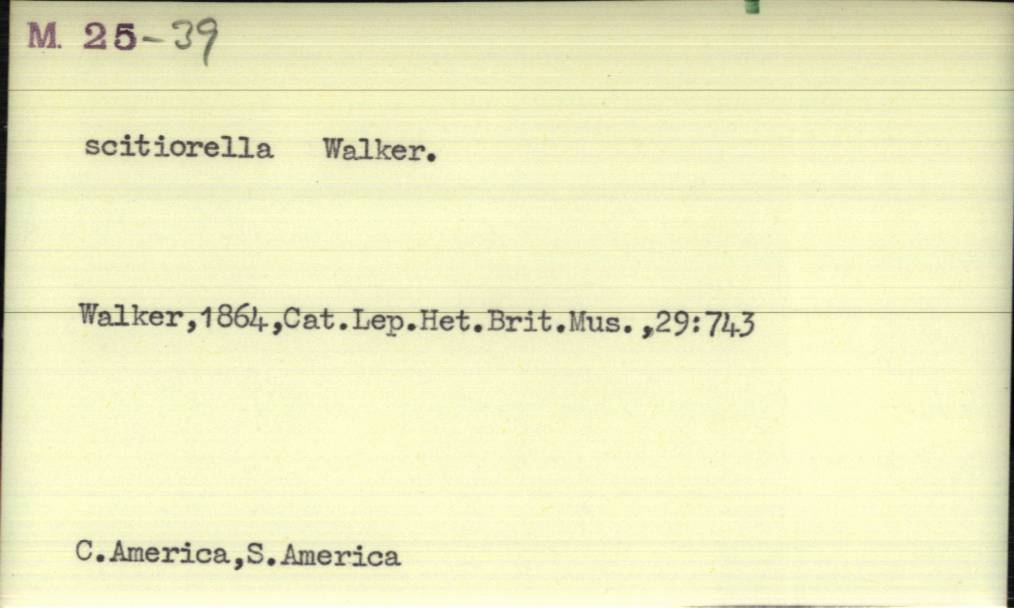 M. 25-39
scitiorella Walker.
Walker,1864,Cat.Lep.Het.Brit.Mus.,29:743
C.America,S.America